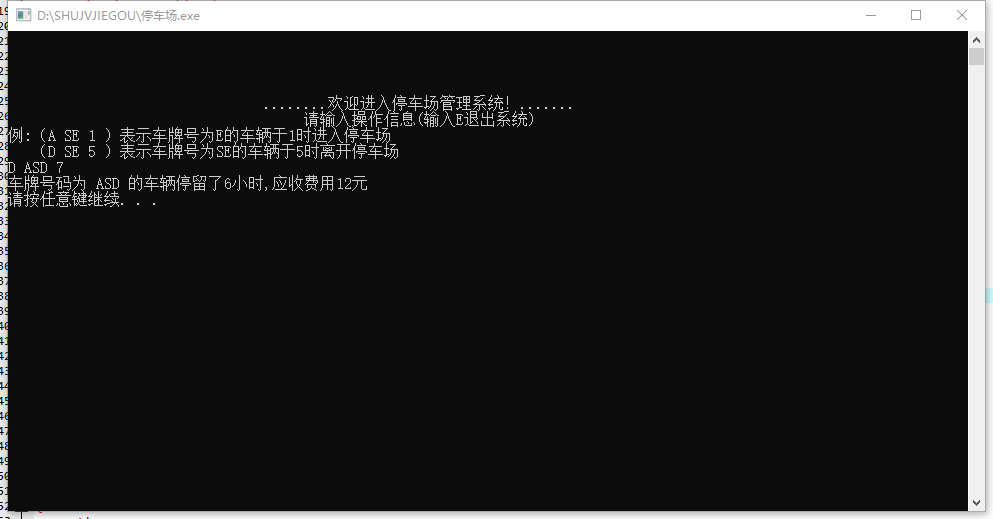 D:\SHUJVJIEGOU\停车场.exe
........欢迎进入停车场管理系统! .......
请输入操作信息(输入E退出系统)
例: (A SE 1 ) 表示车牌号为E的车辆于1时进入停车场
(D SE 5 ) 表示车牌号为SE的车辆于5时离开停车场
D ASD 7
车牌号码为 ASD 的车辆停留了6小时,应收费用12元
请按任意键继续. . .